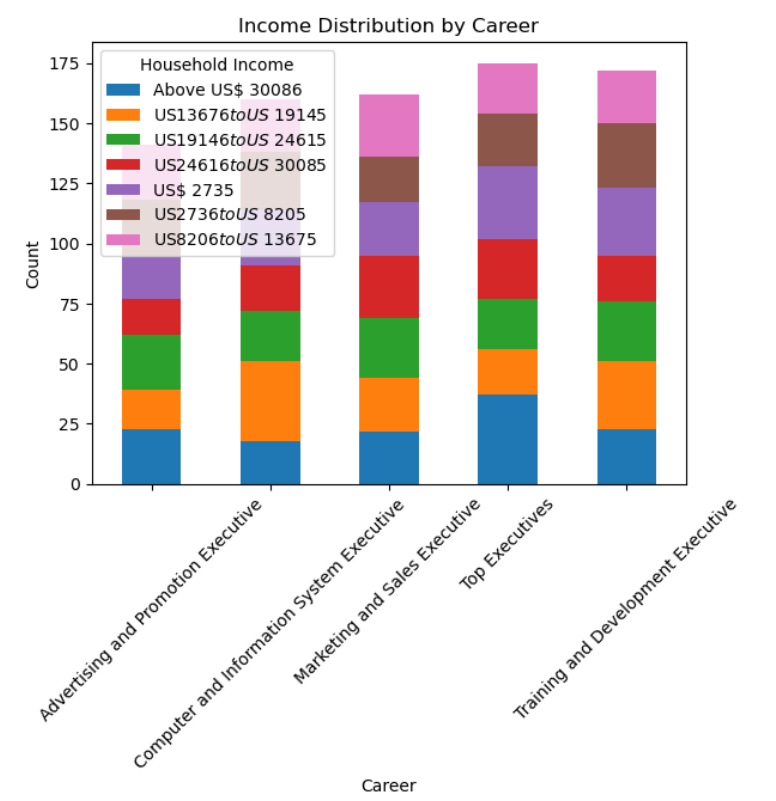 Income Distribution by Career
Household Income
Above US$ 30086
US13676toUS 19145
US19146toUS 24615
US24616toUS 30085
US$ 2735
US2736toUS 8205
US8206toUS 13675
Count
175
150
125
100
75
50
25
0
Advertising and Promotion Executive
Computer and Information System Executive
Marketing and Sales Executive
Top Executives
Training and Development Executive
Career